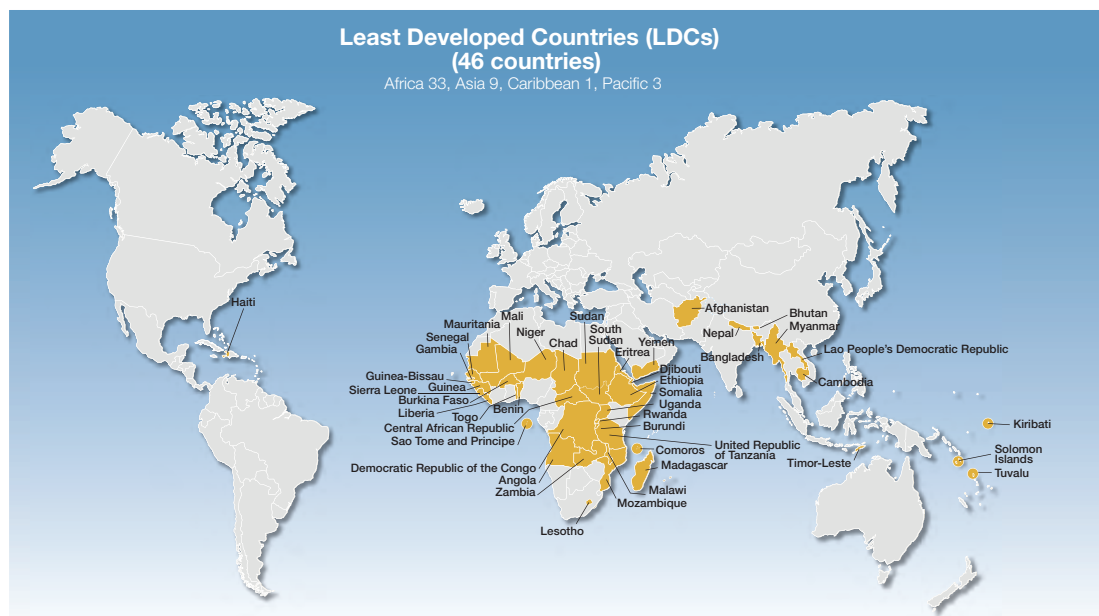 Least Developed Countries (LDCs)
(46 countries)
Africa 33, Asia 9, Caribbean 1, Pacific 3
Haiti
Mauritania
Mali
Niger
Chad
Sudan
South
Sudan
Eritrea
Yemen
Senegal
Gambia
Guinea-Bissau
Guinea
Sierra Leone
Burkina Faso
Liberia
Togo
Benin
Central African Republic
Sao Tome and Principe
Democratic Republic of the Congo
Angola
Zambia
Lesotho
Djibouti
Ethiopia
Somalia
Uganda
Rwanda
Burundi
United Republic
of Tanzania
Comoros
Madagascar
Malawi
Mozambique
Afghanistan
Nepal
Bhutan
Myanmar
Bangladesh
Lao People's Democratic Republic
Cambodia
Timor-Leste
Kiribati
Solomon
Islands
Tuvalu